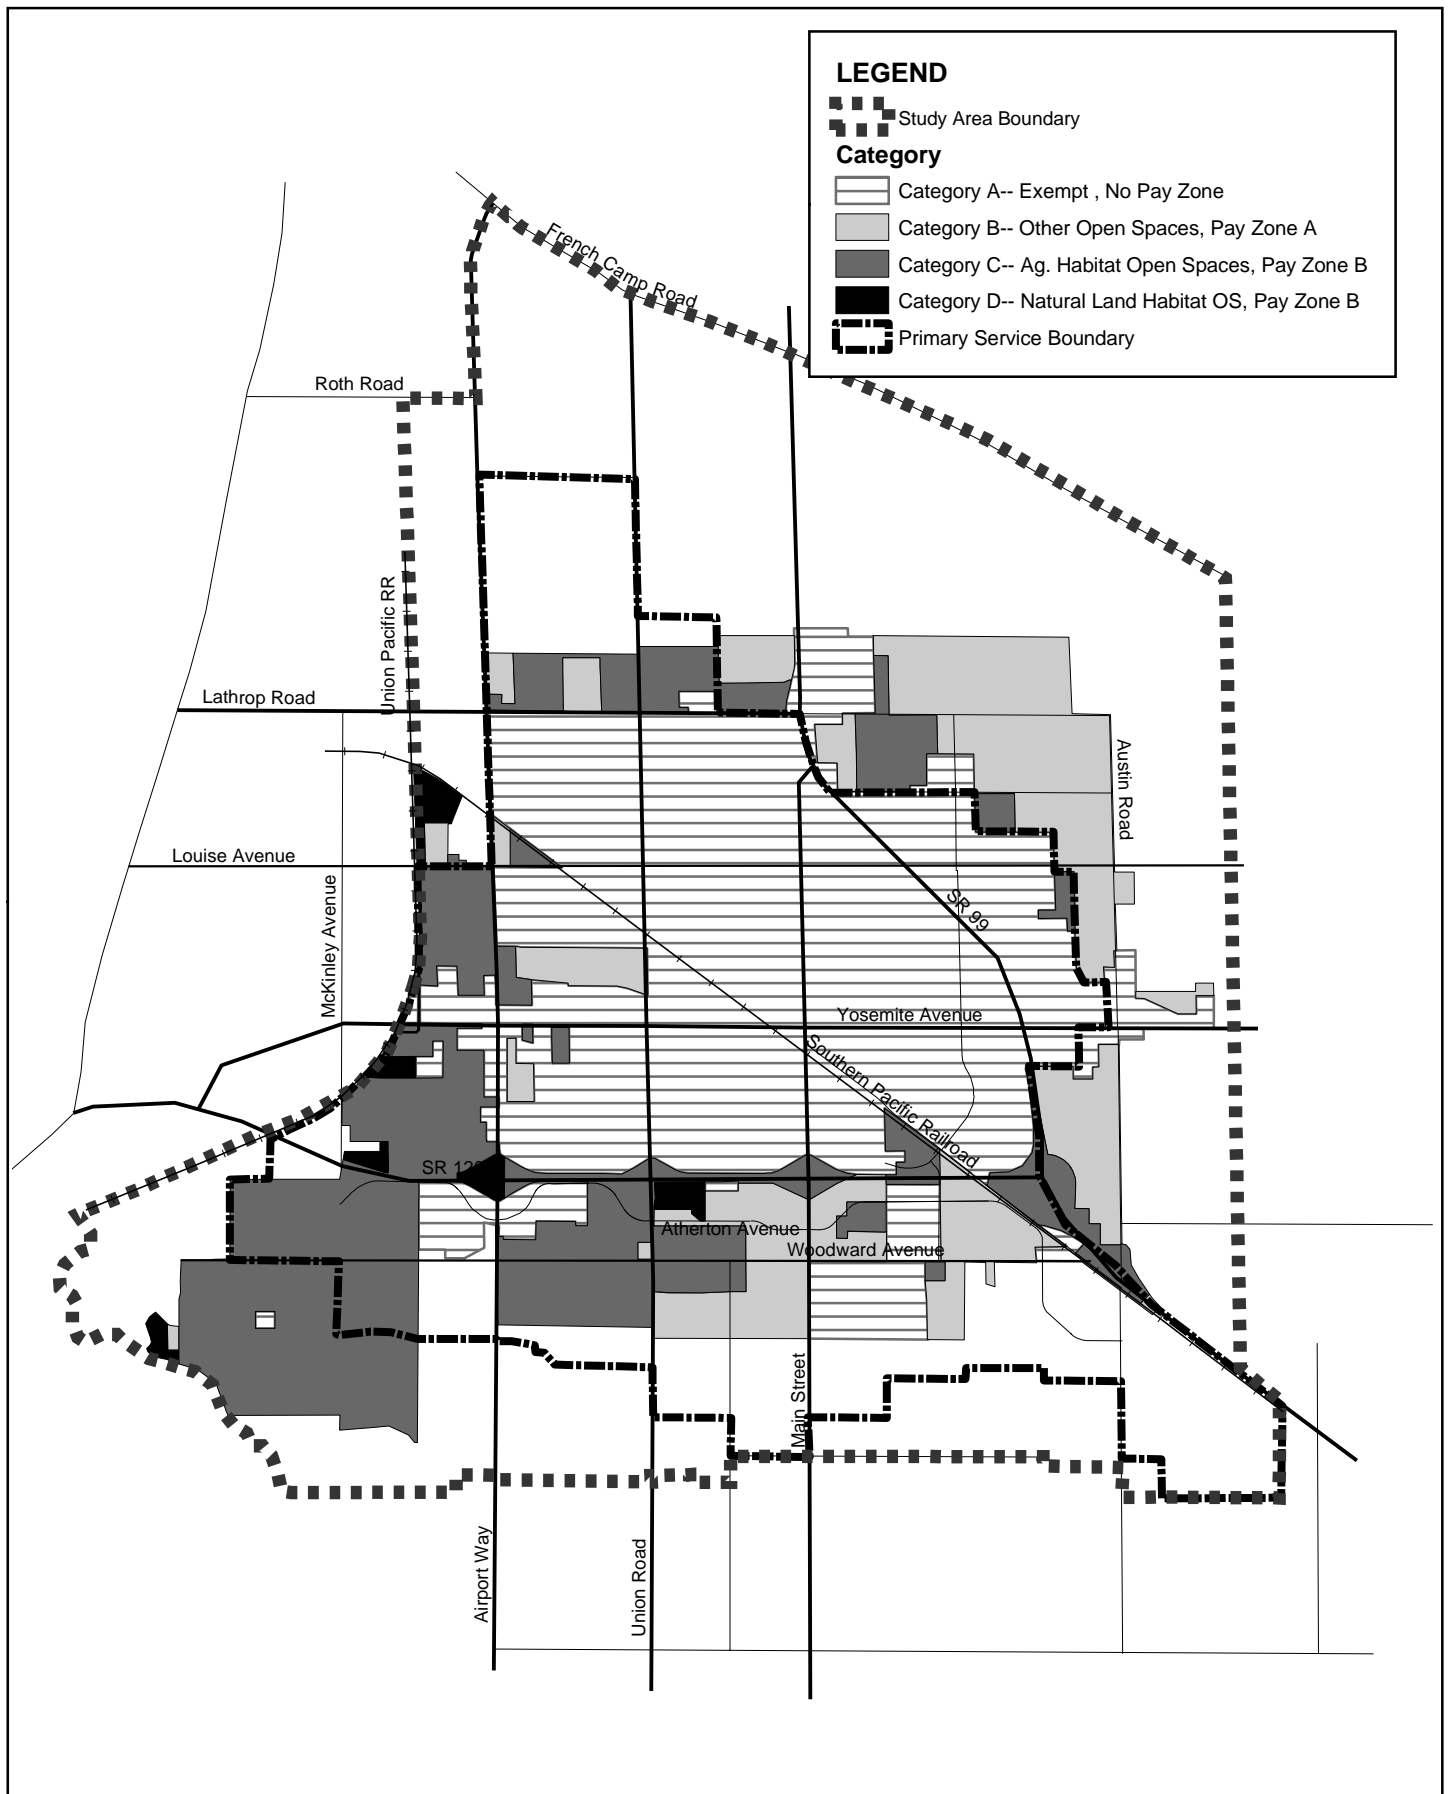 LEGEND
Study Area Boundary
Category
Category A-- Exempt , No Pay Zone
Category B-- Other Open Spaces, Pay Zone A
Category C-- Ag. Habitat Open Spaces, Pay Zone B
Category D-- Natural Land Habitat OS, Pay Zone B
Primary Service Boundary
French Camp Road
Roth Road
Union Pacific RR
Lathrop Road
Austin Road
Louise Avenue
McKinley Avenue
SR 99
Yosemite Avenue
Southern Pacific Railroad
SR 12
Atherton Avenue
Woodward Avenue
Main Street
Airport Way
Union Road